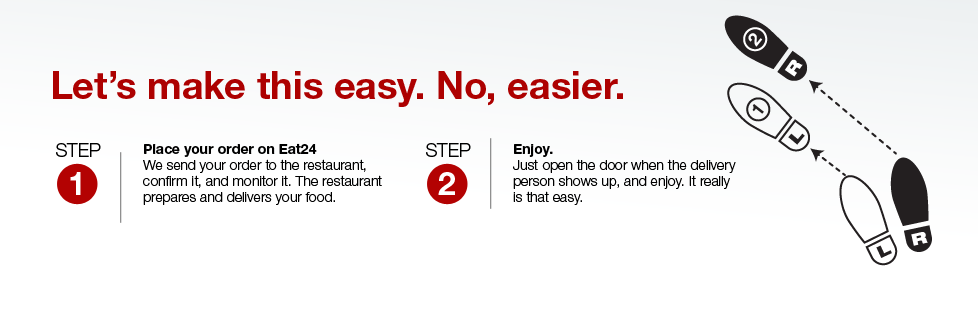 Let's make this easy. No, easier.
STEP
1
Place your order on Eat24
We send your order to the restaurant,
confirm it, and monitor it. The restaurant
prepares and delivers your food.
STEP
2
Enjoy.
Just open the door when the delivery
person shows up, and enjoy. It really
is that easy.
2
R
1
L
L
R